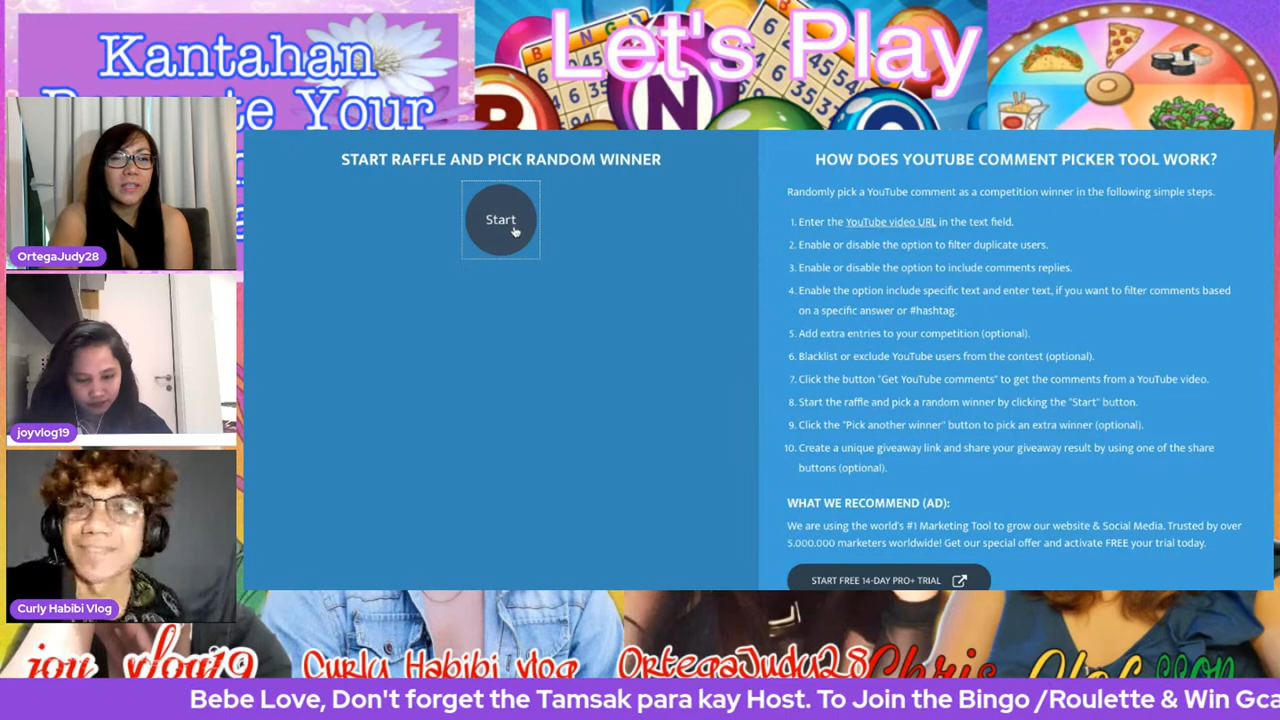 Kantahan
Let's Play
OrtegaJudy28
joyvlog19
Curly Habibi Vlog
START RAFFLE AND PICK RANDOM WINNER
Start
HOW DOES YOUTUBE COMMENT PICKER TOOL WORK?
Randomly pick a YouTube comment as a competition winner in the following simple steps.
1. Enter the YouTube video URL in the text field.
2. Enable or disable the option to filter duplicate users.
3. Enable or disable the option to include comments replies.
4. Enable the option include specific text and enter text, if you want to filter comments based
on a specific answer or #hashtag.
5. Add extra entries to your competition (optional).
6. Blacklist or exclude YouTube users from the contest (optional).
7. Click the button "Get YouTube comments" to get the comments from a YouTube video.
8. Start the raffle and pick a random winner by clicking the "Start" button.
9. Click the "Pick another winner" button to pick an extra winner (optional).
10. Create a unique giveaway link and share your giveaway result by using one of the share
buttons (optional).
WHAT WE RECOMMEND (AD):
We are using the world's #1 Marketing Tool to grow our website & Social Media. Trusted by over
5.000.000 marketers worldwide! Get our special offer and activate FREE your trial today.
START FREE 14-DAY PRO+ TRIAL
joy vlog19
Curly Habibi vlog
OrtegaJudy28
Bebe Love, Don't forget the Tamsak para kay Host. To Join the Bingo /Roulette & Win Gca